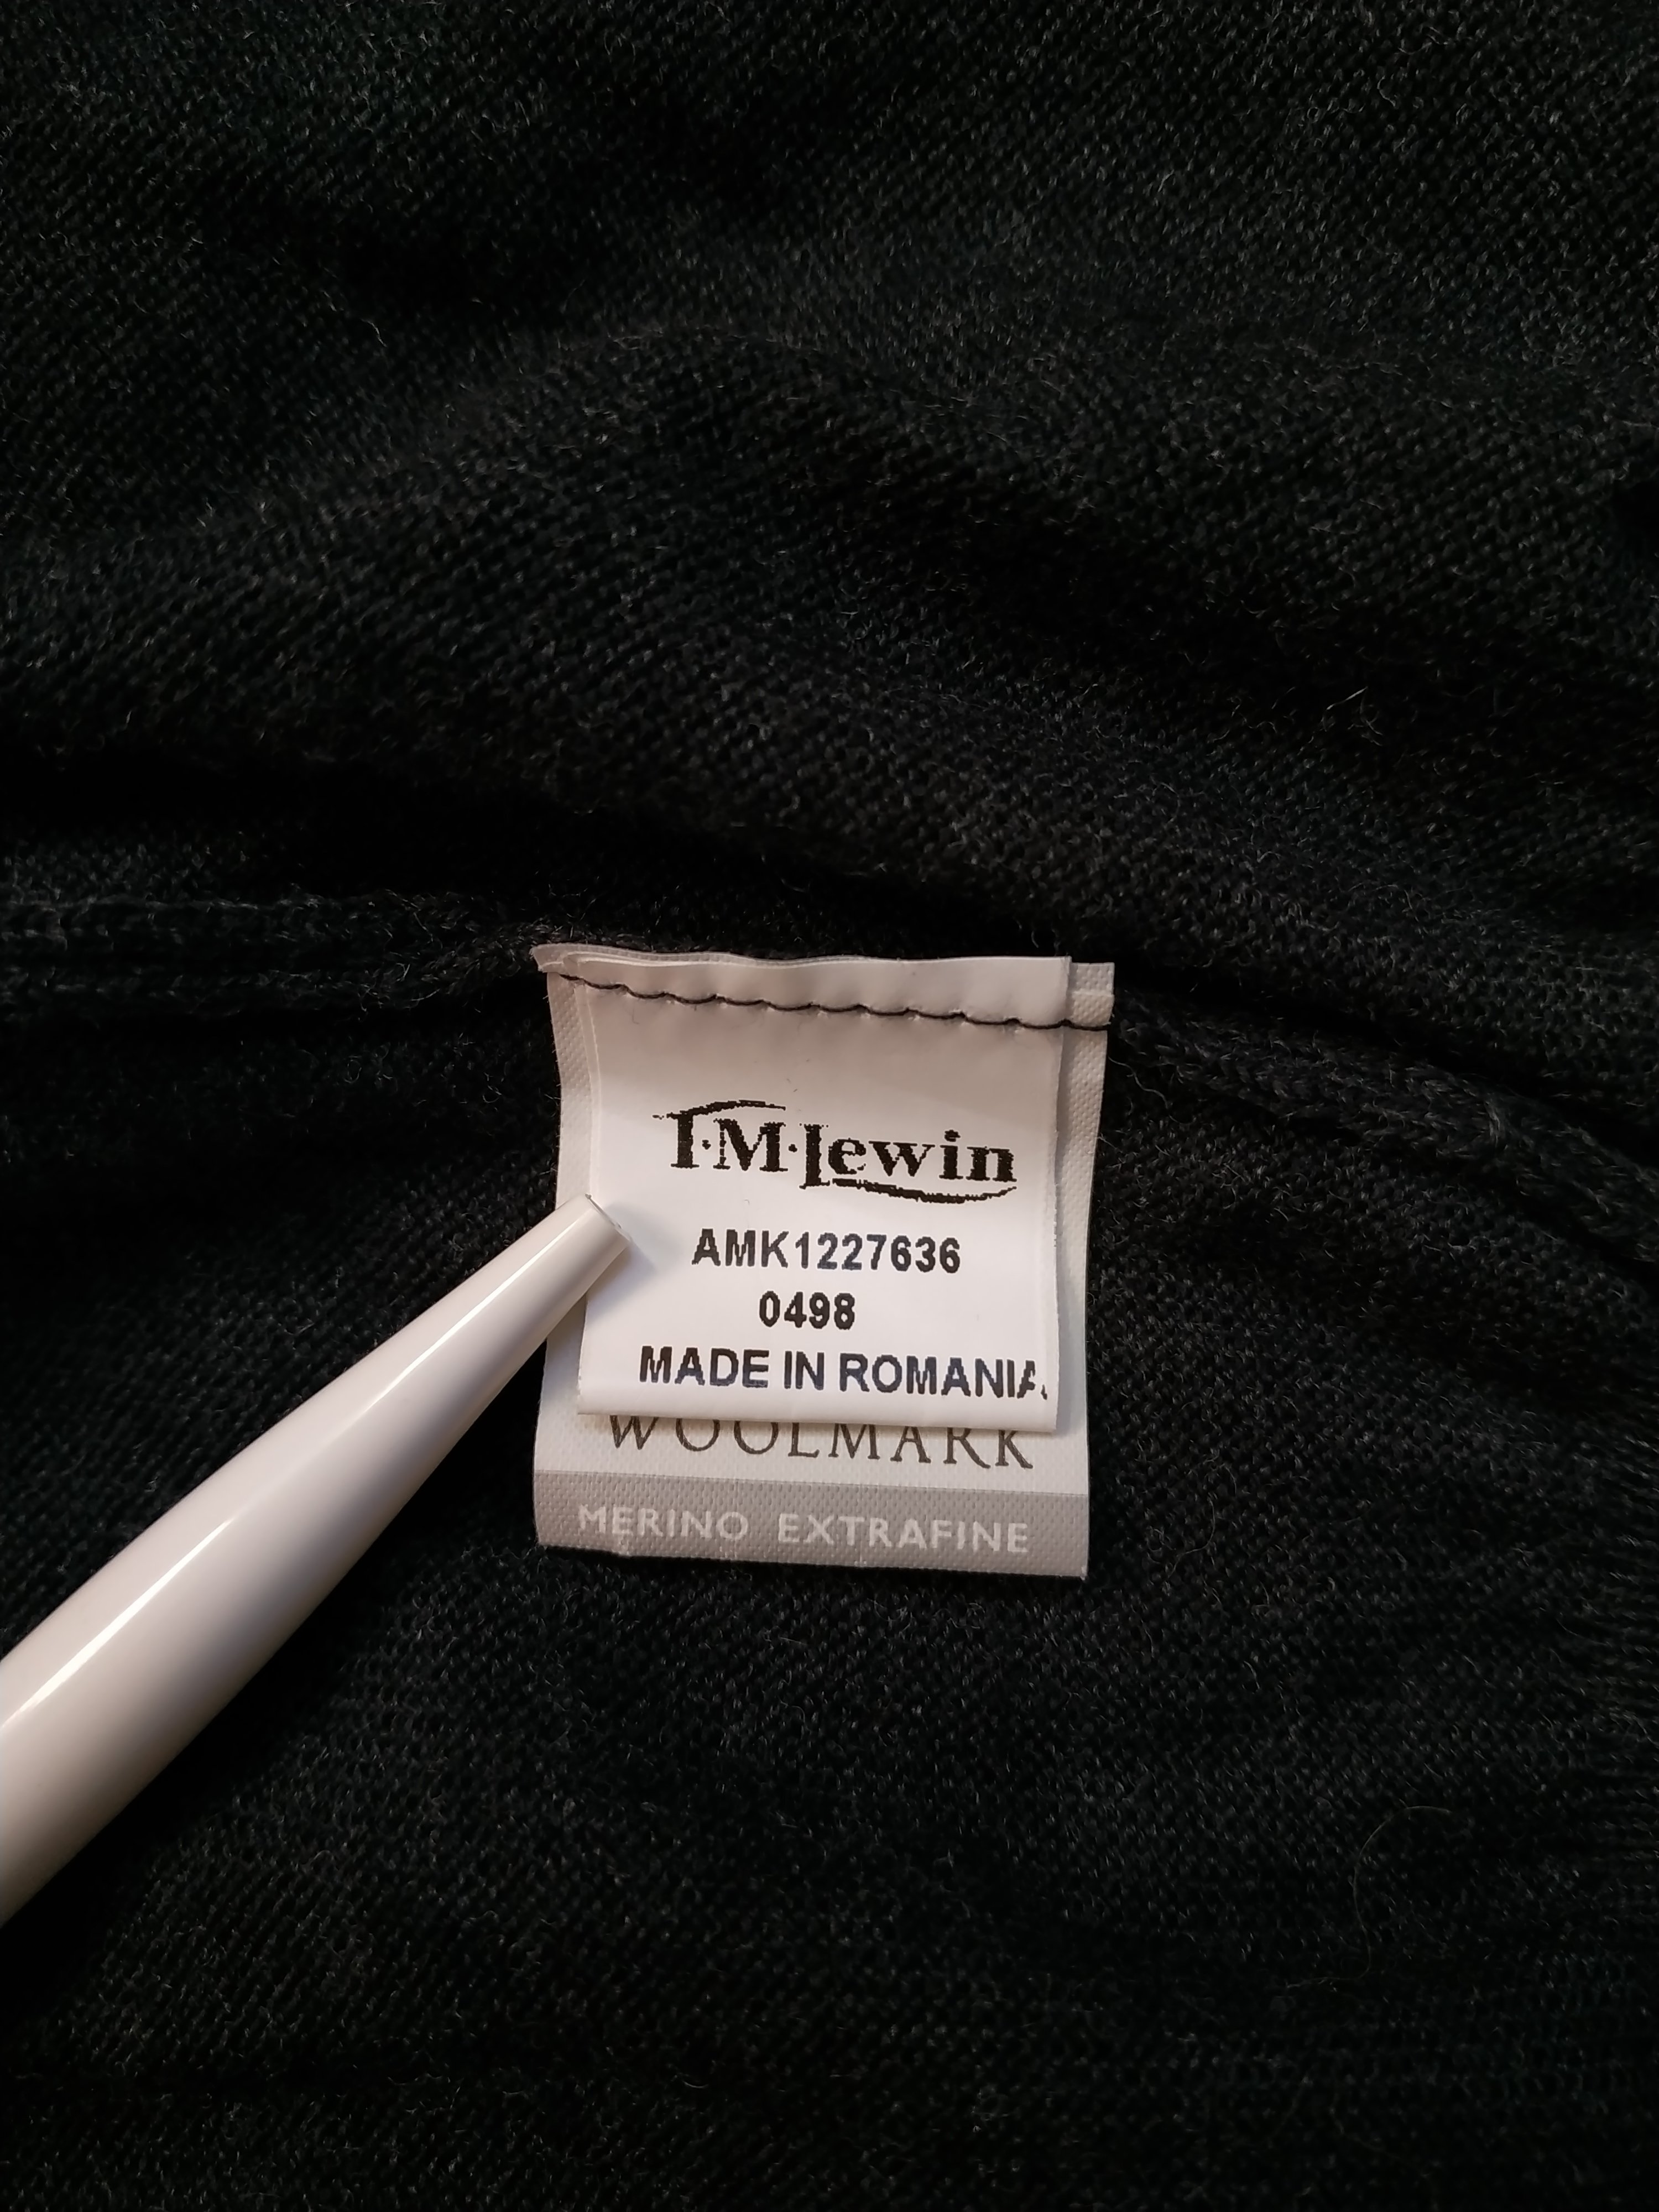 T·M·Lewin
AMK1227636
0498
MADE IN ROMANIA
WOOLMARK
MERINO EXTRAFINE